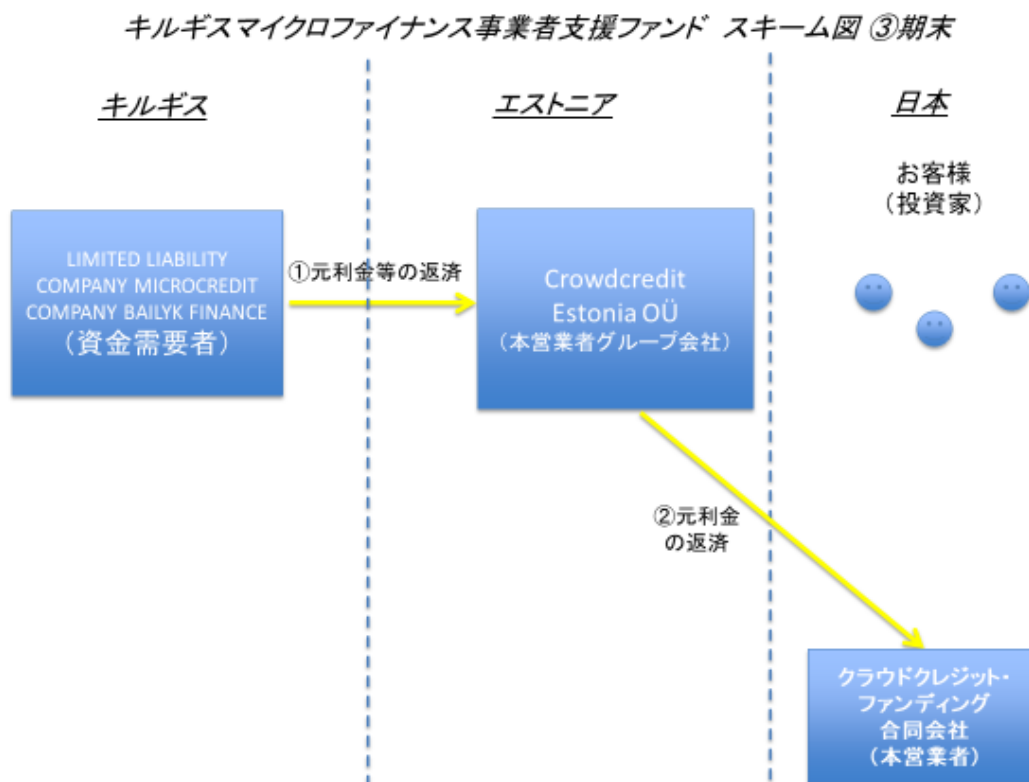 キルギスマイクロファイナンス事業者支援ファンド スキーム図 ③期末
キルギス
エストニア
日本
お客様
（投資家）
LIMITED LIABILITY
COMPANY MICROCREDIT
COMPANY BAILYK FINANCE
（資金需要者）
①元利金等の返済
Crowdcredit
Estonia OÜ
（本営業者グループ会社）
②元利金
の返済
クラウドクレジット・
ファンディング
合同会社
（本営業者）